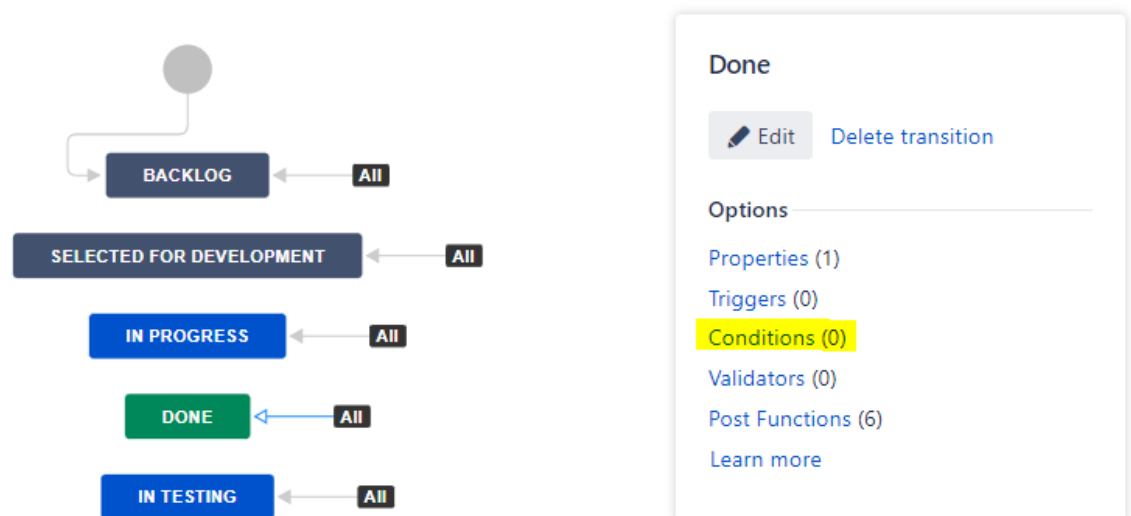 BACKLOG
All
SELECTED FOR DEVELOPMENT
All
IN PROGRESS
All
DONE
All
IN TESTING
All
Done
Edit
Delete transition
Options
Properties (1)
Triggers (0)
Conditions (0)
Validators (0)
Post Functions (6)
Learn more